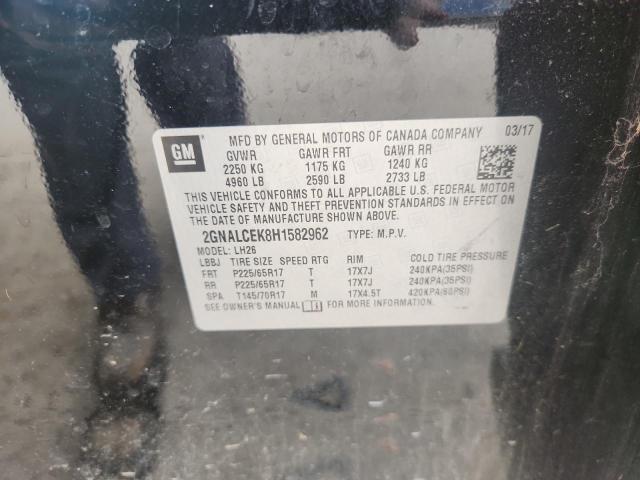 GM
MFD BY GENERAL MOTORS OF CANADA COMPANY 03/17
GVWR GAWR FRT GAWR RR
2250 KG 1175 KG 1240 KG
4960 LB 2590 LB 2733 LB
THIS VEHICLE CONFORMS TO ALL APPLICABLE U.S. FEDERAL MOTOR
VEHICLE SAFETY AND THEFT PREVENTION STANDARDS IN EFFECT ON
THE DATE OF MANUFACTURE SHOWN ABOVE.
2GNALCEK8H1582962 TYPE: M.P.V.
MODEL: LH26
LBBJ TIRE SIZE SPEED RTG RIM COLD TIRE PRESSURE
FRT P225/65R17 T 17X7J 240KPA(35PSI)
RR P225/65R17 T 17X7J 240KPA(35PSI)
SPA T145/70R17 M 17X4.5T 420KPA(60PSI)
SEE OWNER'S MANUAL FOR MORE INFORMATION.